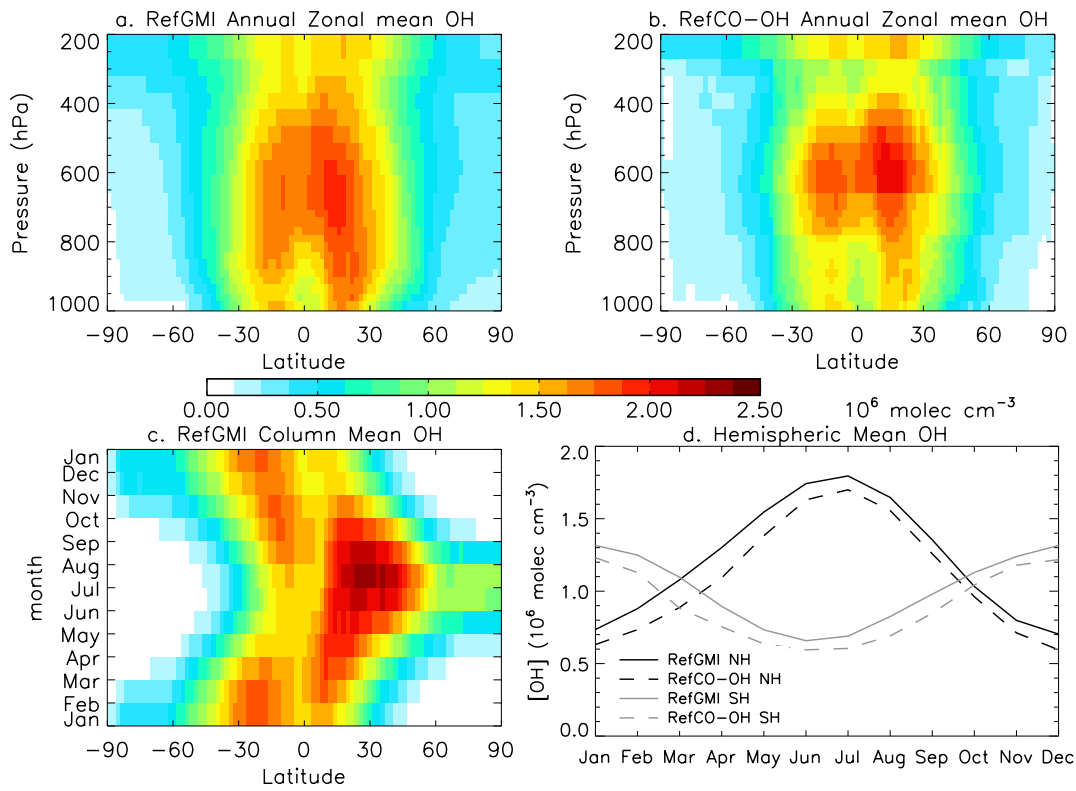 a. RefGMI Annual Zonal mean OH
200
400
600
800
1000
Pressure (hPa)
−90 −60 −30 0 30 60 90
Latitude
b. RefCO−OH Annual Zonal mean OH
200
400
600
800
1000
Pressure (hPa)
−90 −60 −30 0 30 60 90
Latitude
0.00 0.50 1.00 1.50 2.00 2.50 10⁶ molec cm⁻³
c. RefGMI Column Mean OH
Jan
Dec
Nov
Oct
Sep
Aug
Jul
Jun
May
Apr
Mar
Feb
Jan
month
−90 −60 −30 0 30 60 90
Latitude
d. Hemispheric Mean OH
2.0
1.5
1.0
0.5
0.0
[OH] (10⁶ molec cm⁻³)
RefGMI NH
RefCO−OH NH
RefGMI SH
RefCO−OH SH
Jan Feb Mar Apr May Jun Jul Aug Sep Oct Nov Dec